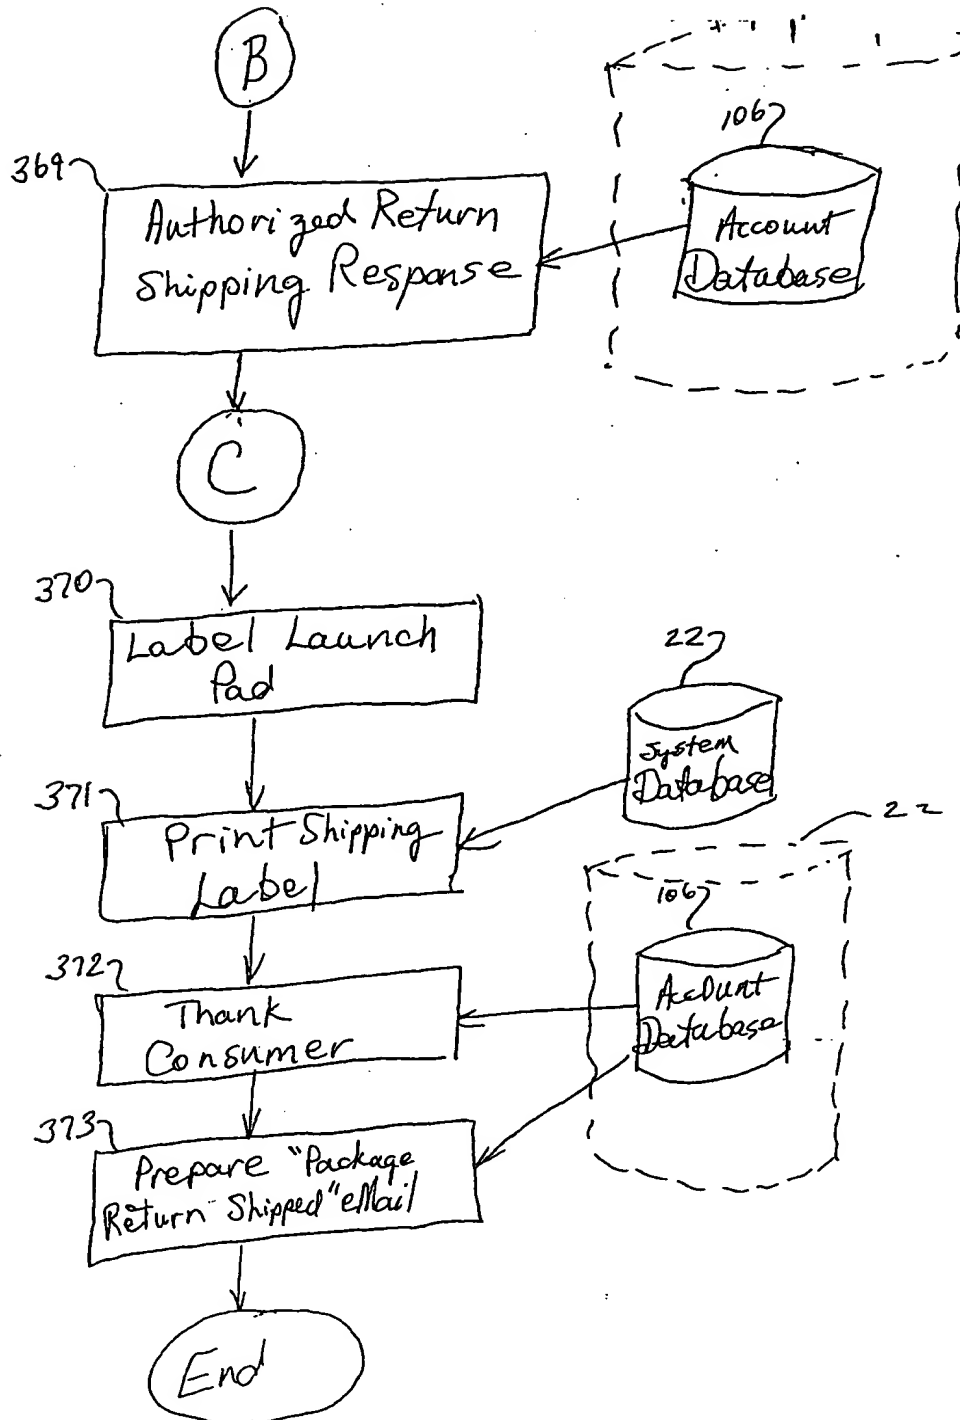 B
369
Authorized Return
Shipping Response
106
Account
Database
C
370
Label Launch
Pad
22
System
Database
371
Print Shipping
Label
22
106
Account
Database
372
Thank
Consumer
373
Prepare "Package
Return Shipped" eMail
End